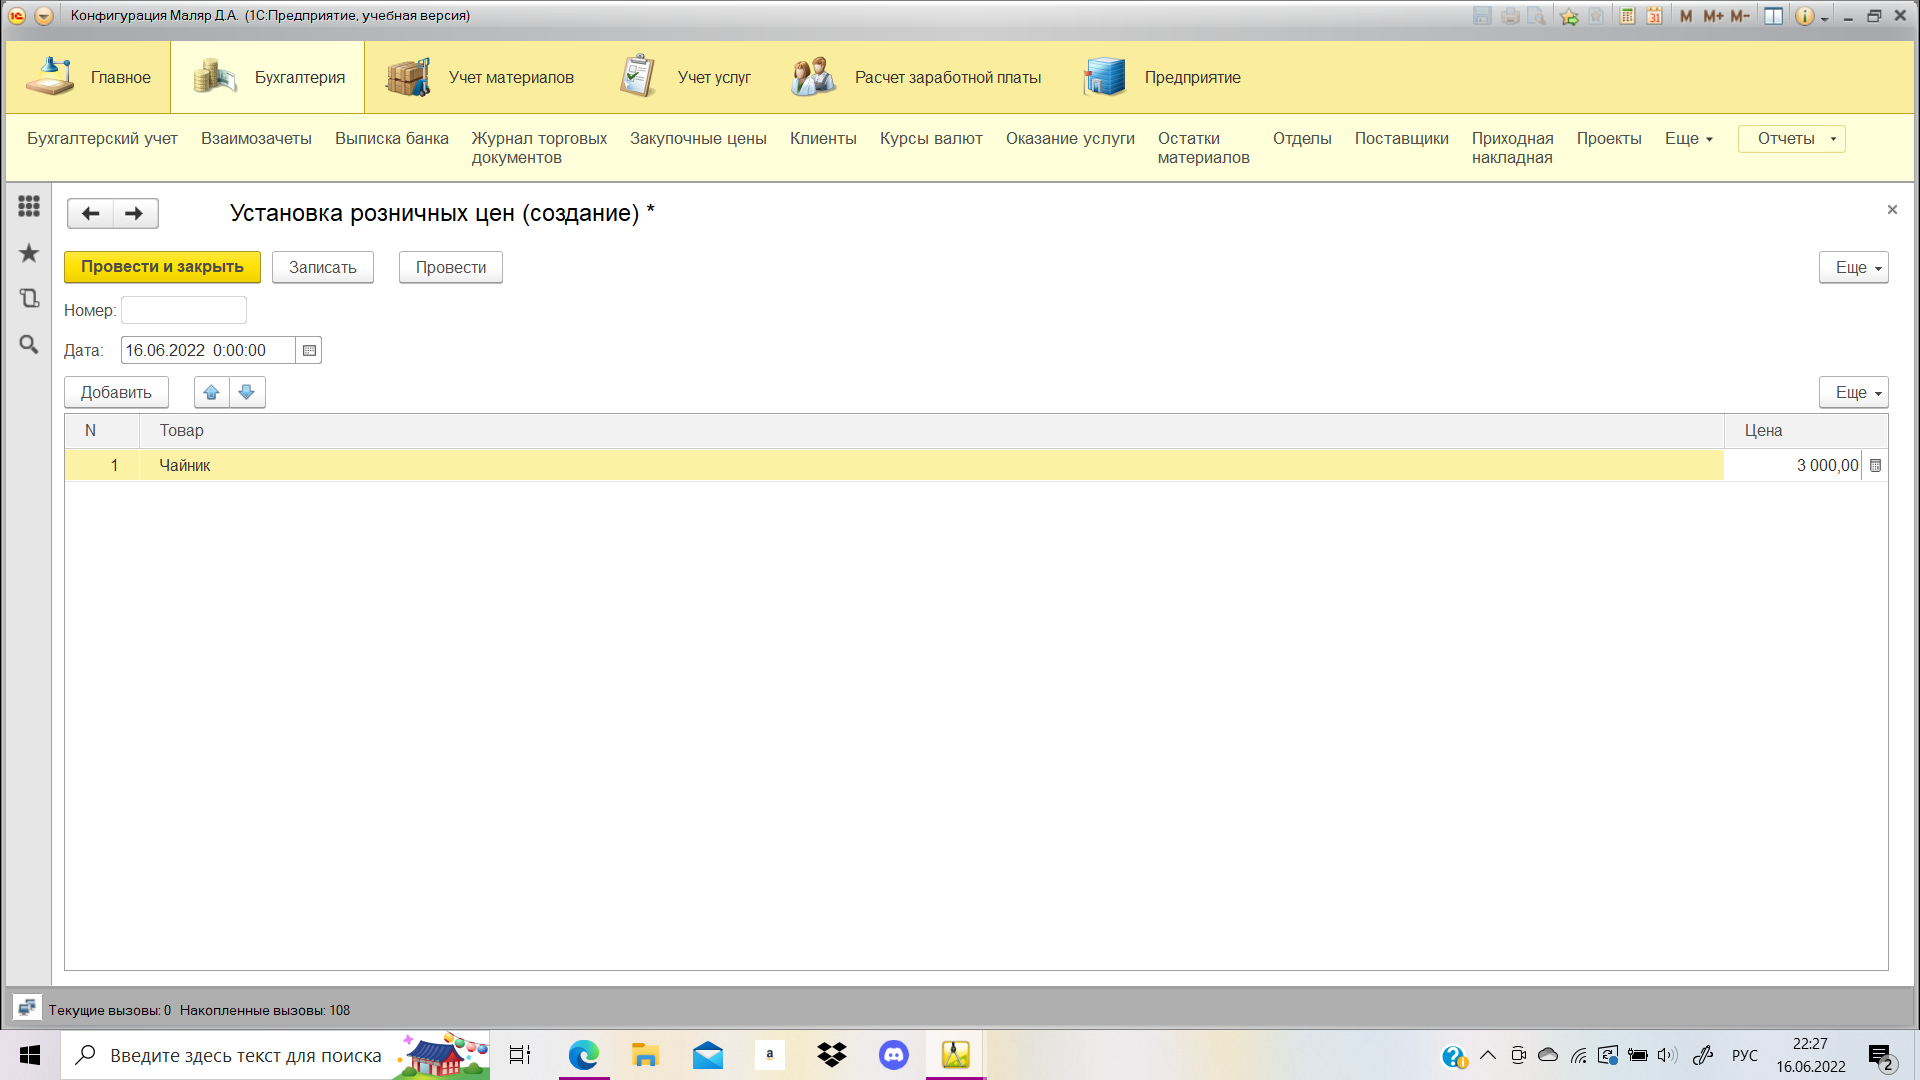 Конфигурация Маляр Д.А. (1С:Предприятие, учебная версия)
31 M M+ M-
Главное
Бухгалтерия
Учет материалов
Учет услуг
Расчет заработной платы
Предприятие
Бухгалтерский учет
Взаимозачеты
Выписка банка
Журнал торговых
документов
Закупочные цены
Клиенты
Курсы валют
Оказание услуги
Остатки
материалов
Отделы
Поставщики
Приходная
накладная
Проекты
Еще
Отчеты
Установка розничных цен (создание) *
Провести и закрыть
Записать
Провести
Еще
Номер:
Дата: 16.06.2022 0:00:00
Добавить
Еще
N Товар Цена
1 Чайник 3 000,00
Текущие вызовы: 0 Накопленные вызовы: 108
Введите здесь текст для поиска
a
РУС
22:27
16.06.2022
2